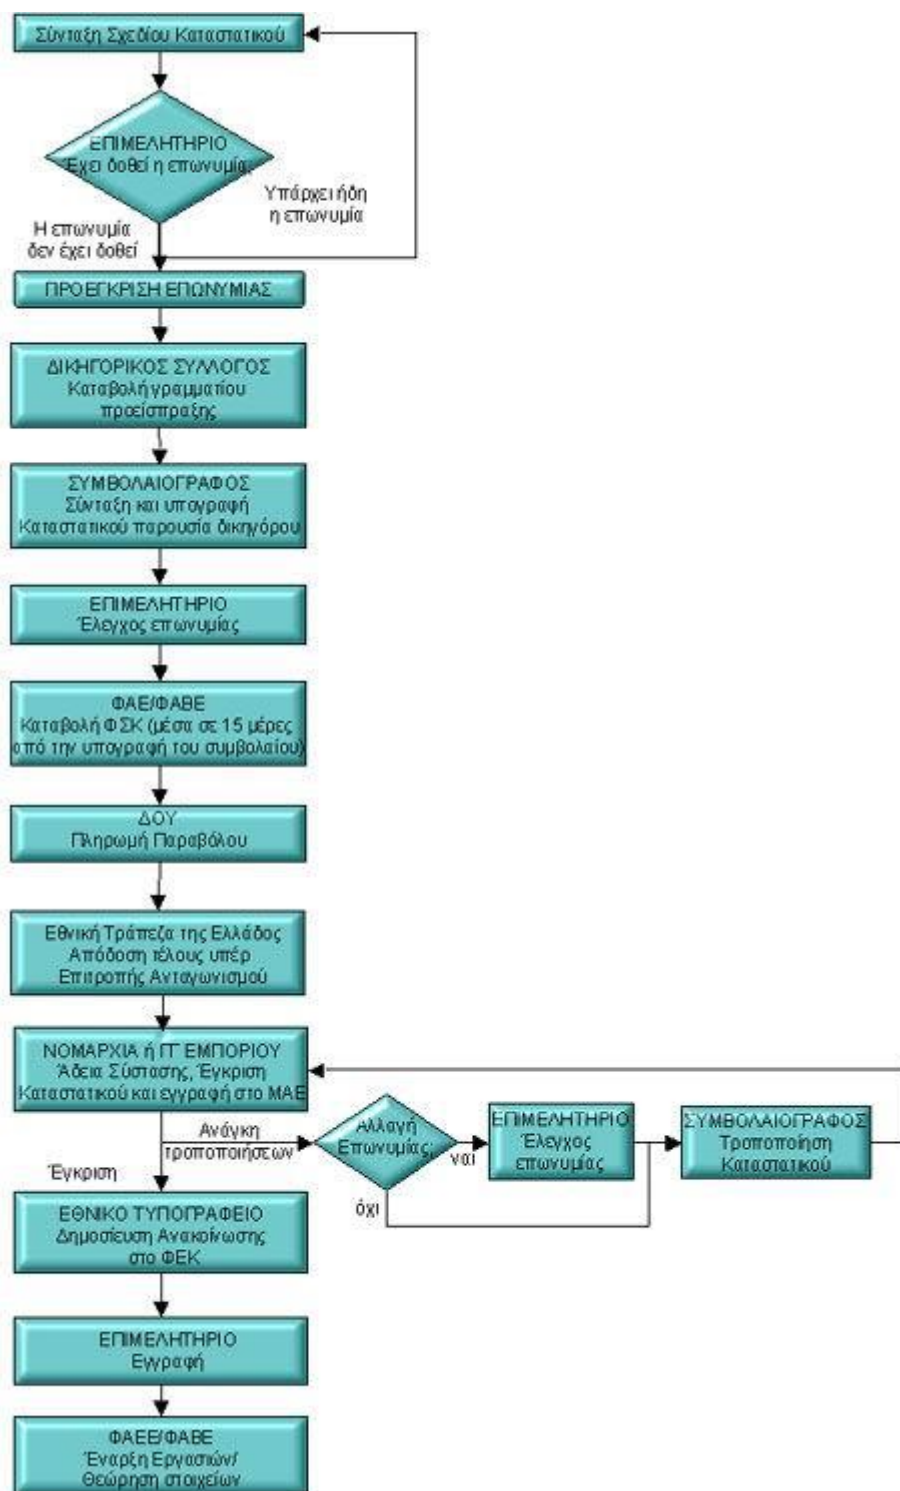 Σύνταξη Σχεδίου Καταστατικού
ΕΠΙΜΕΛΗΤΗΡΙΟ
Έχει δοθεί η επωνυμία;
Υπάρχει ήδη
η επωνυμία
Η επωνυμία
δεν έχει δοθεί
ΠΡΟΕΓΚΡΙΣΗ ΕΠΩΝΥΜΙΑΣ
ΔΙΚΗΓΟΡΙΚΟΣ ΣΥΛΛΟΓΟΣ
Καταβολή γραμματίου
προείσπραξης
ΣΥΜΒΟΛΑΙΟΓΡΑΦΟΣ
Σύνταξη και υπογραφή
Καταστατικού παρουσία δικηγόρου
ΕΠΙΜΕΛΗΤΗΡΙΟ
Έλεγχος επωνυμίας
ΦΑΕ/ΦΑΒΕ
Καταβολή ΦΣΚ (μέσα σε 15 μέρες
από την υπογραφή του συμβολαίου)
ΔΟΥ
Πληρωμή Παραβόλου
Εθνική Τράπεζα της Ελλάδος
Απόδοση τέλους υπέρ
Επιτροπής Ανταγωνισμού
ΝΟΜΑΡΧΙΑ ή ΓΓ ΕΜΠΟΡΙΟΥ
Άδεια Σύστασης, Έγκριση
Καταστατικού και εγγραφή στο ΜΑΕ
Ανάγκη
τροποποιήσεων
Αλλαγή
Επωνυμίας;
ναι
ΕΠΙΜΕΛΗΤΗΡΙΟ
Έλεγχος
επωνυμίας
ΣΥΜΒΟΛΑΙΟΓΡΑΦΟΣ
Τροποποίηση
Καταστατικού
όχι
Έγκριση
ΕΘΝΙΚΟ ΤΥΠΟΓΡΑΦΕΙΟ
Δημοσίευση Ανακοίνωσης
στο ΦΕΚ
ΕΠΙΜΕΛΗΤΗΡΙΟ
Εγγραφή
ΦΑΕΕ/ΦΑΒΕ
Έναρξη Εργασιών/
Θεώρηση στοιχείων